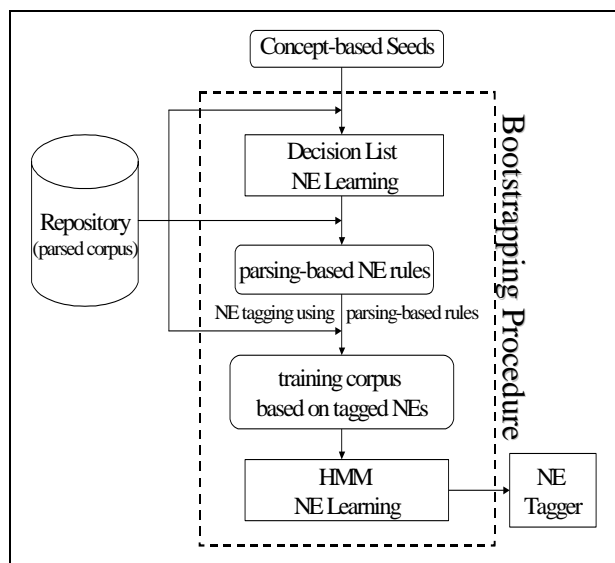 Concept-based Seeds
Decision List
NE Learning
Repository
(parsed corpus)
parsing-based NE rules
NE tagging using parsing-based rules
training corpus
based on tagged NEs
HMM
NE Learning
NE
Tagger
Bootstrapping Procedure